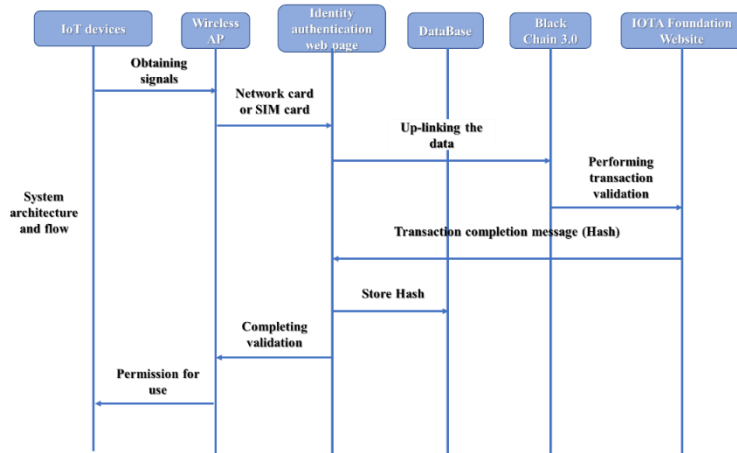 IoT devices
Wireless
AP
Identity
authentication
web page
DataBase
Black
Chain 3.0
IOTA Foundation
Website
Obtaining
signals
Network card
or SIM card
Up-linking the
data
Performing
transaction
validation
System
architecture
and flow
Transaction completion message (Hash)
Store Hash
Completing
validation
Permission for
use